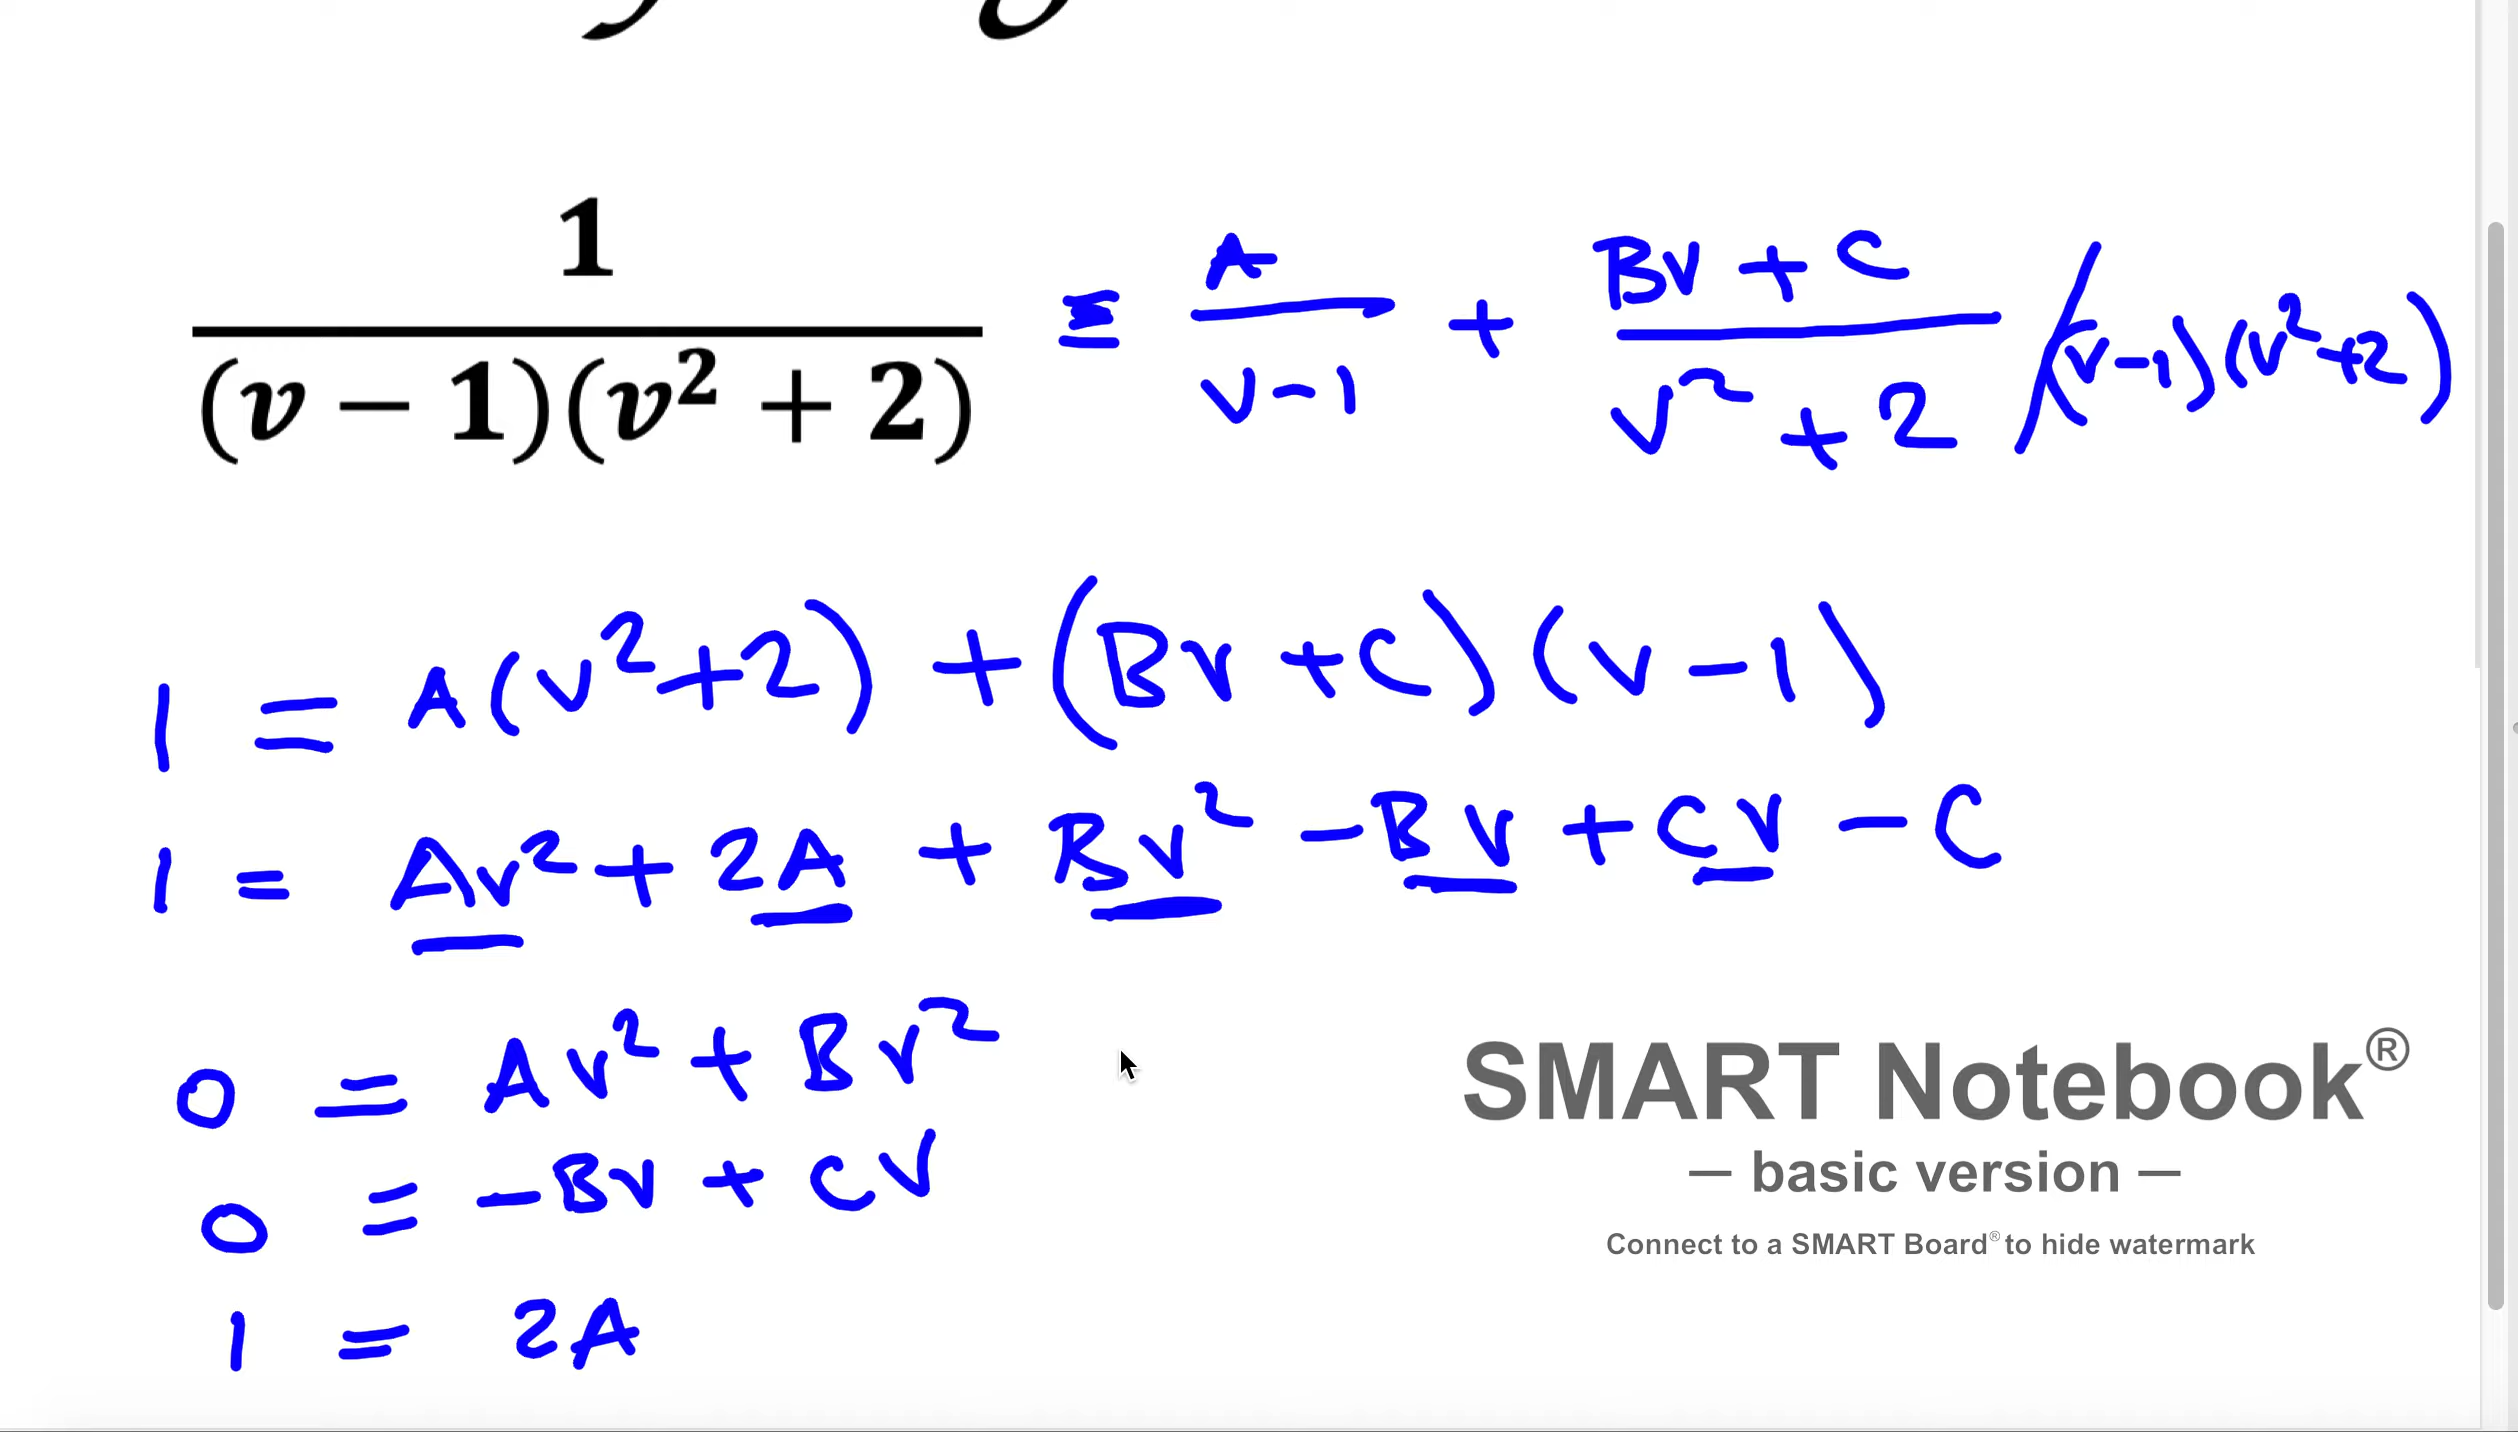 1
(v − 1)(v² + 2)
≡ A/(v−1) + (Bv + C)/(v² + 2) /(v−1)(v²+2)
1 = A(v²+2) + (Bv + C)(v − 1)
1 = Av² + 2A + Bv² − Bv + Cv − C
0 = Av² + Bv²
0 = −Bv + cv
1 = 2A
SMART Notebook®
— basic version —
Connect to a SMART Board® to hide watermark